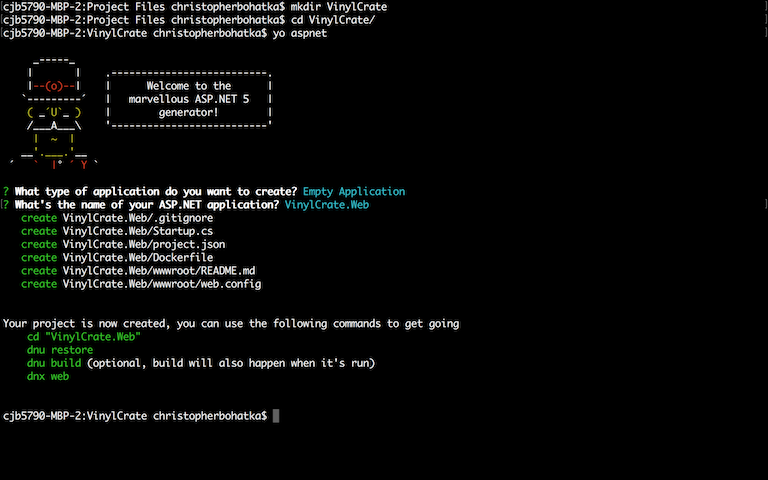 cjb5790-MBP-2:Project Files christopherbohatka$ mkdir VinylCrate
cjb5790-MBP-2:Project Files christopherbohatka$ cd VinylCrate/
cjb5790-MBP-2:VinylCrate christopherbohatka$ yo aspnet
Welcome to the
marvellous ASP.NET 5
generator!
? What type of application do you want to create? Empty Application
? What's the name of your ASP.NET application? VinylCrate.Web
create VinylCrate.Web/.gitignore
create VinylCrate.Web/Startup.cs
create VinylCrate.Web/project.json
create VinylCrate.Web/Dockerfile
create VinylCrate.Web/wwwroot/README.md
create VinylCrate.Web/wwwroot/web.config
Your project is now created, you can use the following commands to get going
cd "VinylCrate.Web"
dnu restore
dnu build (optional, build will also happen when it's run)
dnx web
cjb5790-MBP-2:VinylCrate christopherbohatka$